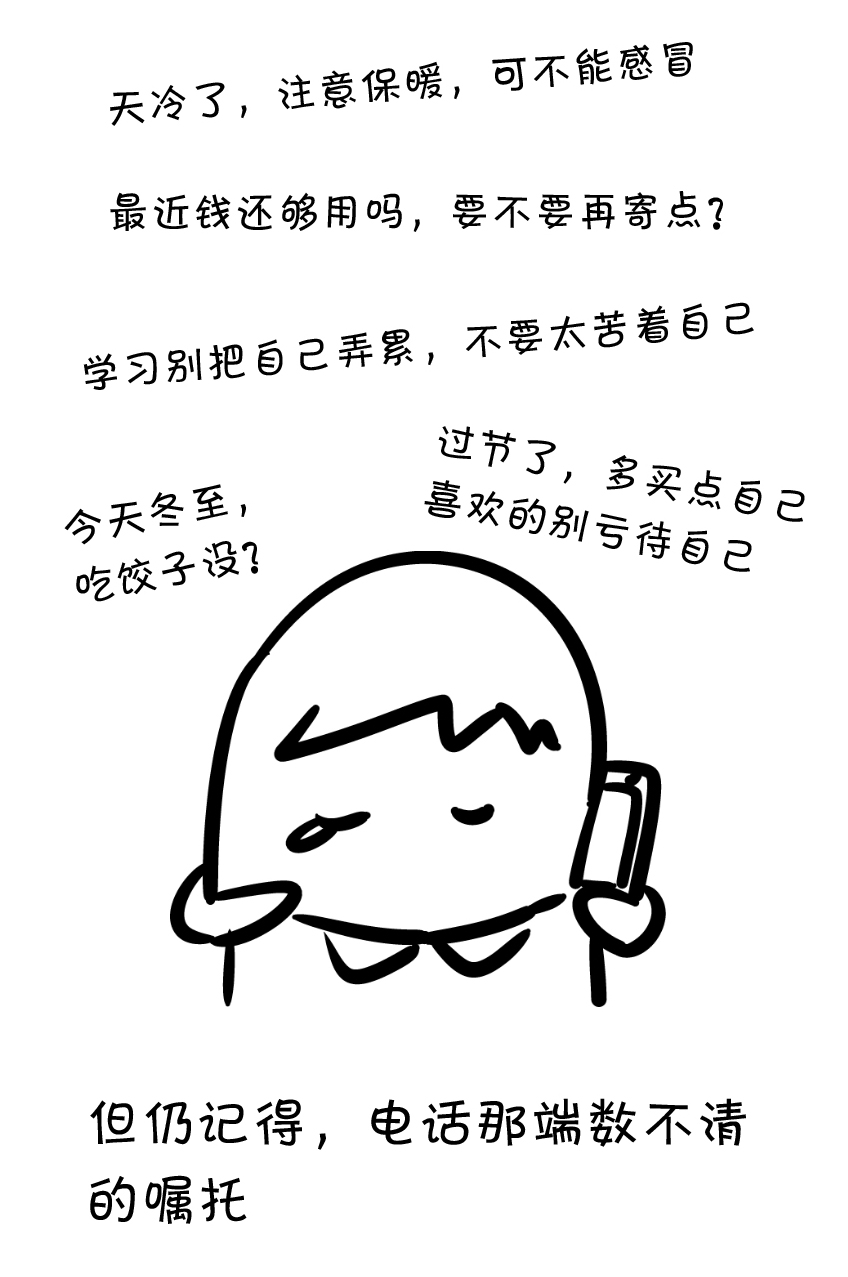 天冷了，注意保暖，可不能感冒
最近钱还够用吗，要不要再寄点？
学习别把自己弄累，不要太苦着自己
过节了，多买点自己
喜欢的别亏待自己
今天冬至，
吃饺子没？
但仍记得，电话那端数不清
的嘱托